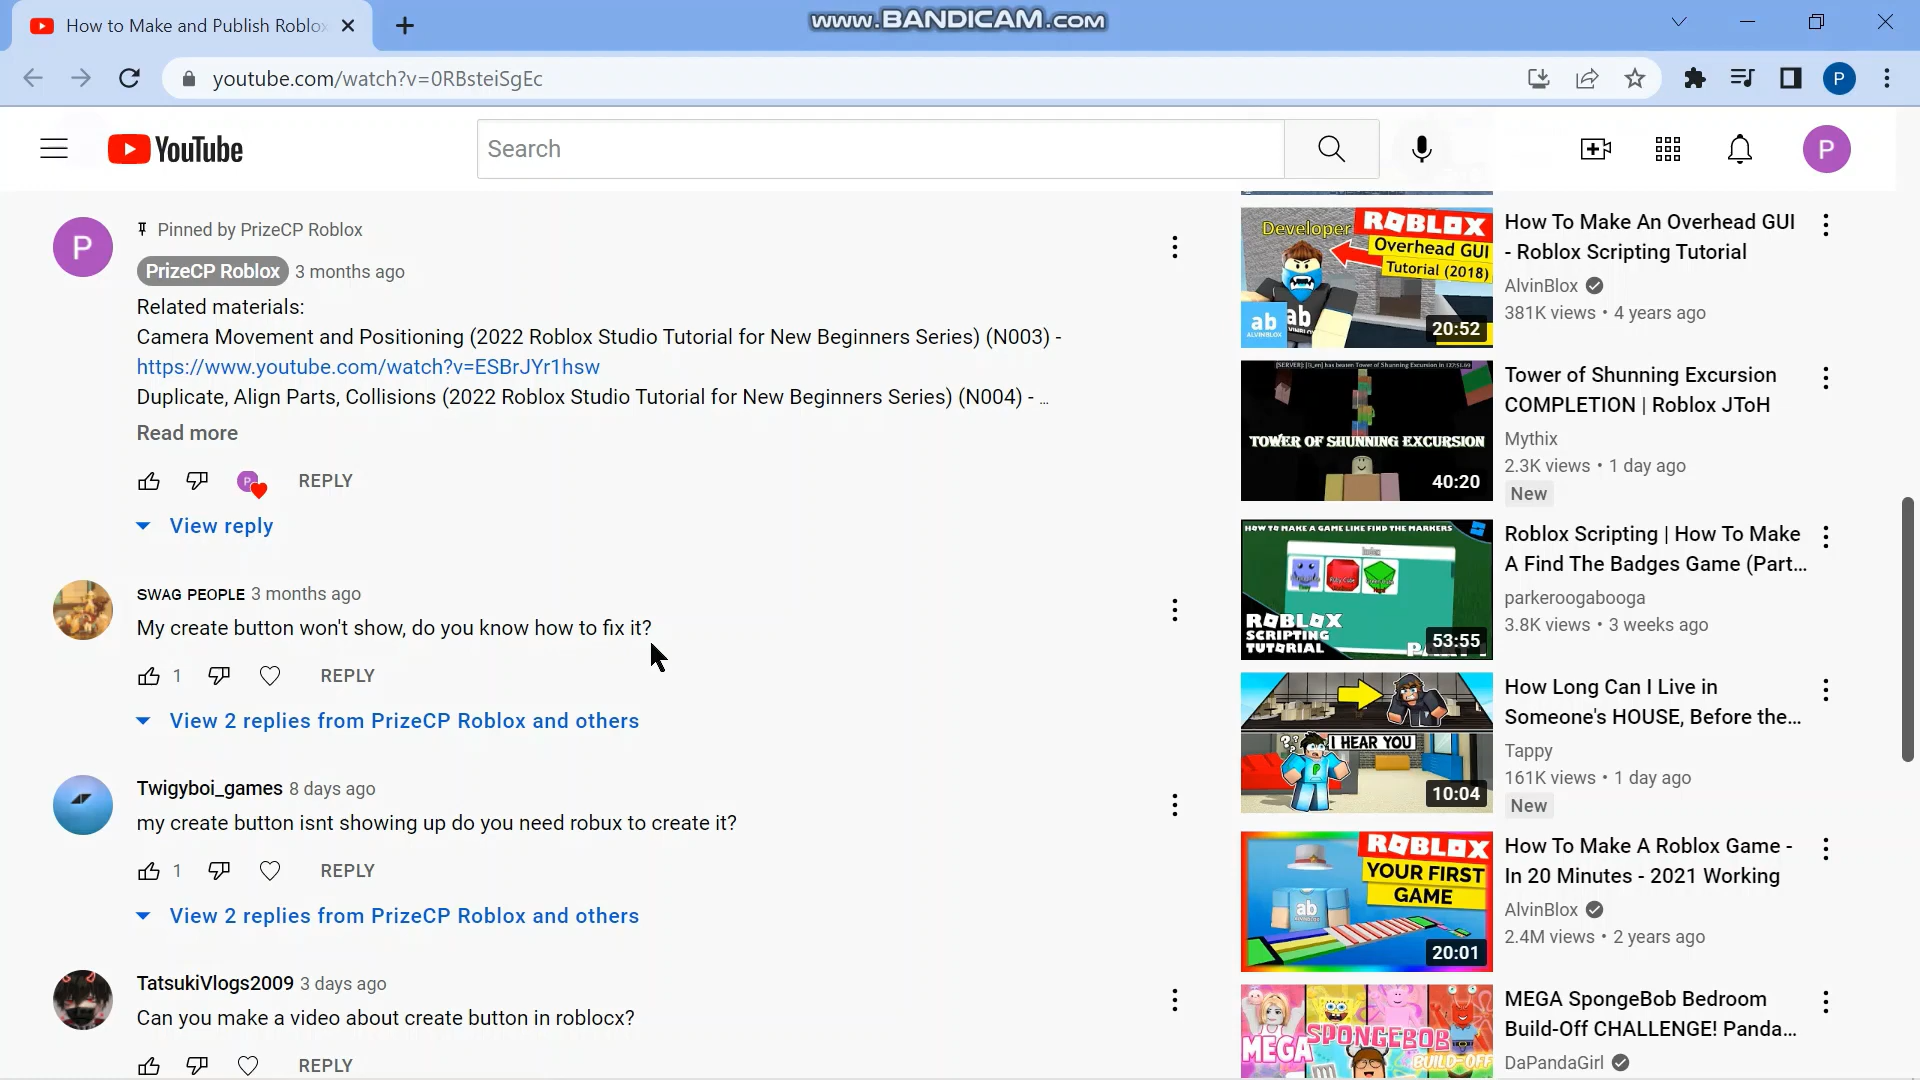 How to Make and Publish Roblox
www.BANDICAM.com
youtube.com/watch?v=0RBsteiSgEc
P
YouTube
Search
P
P
Pinned by PrizeCP Roblox
PrizeCP Roblox 3 months ago
Related materials:
Camera Movement and Positioning (2022 Roblox Studio Tutorial for New Beginners Series) (N003) -
https://www.youtube.com/watch?v=ESBrJYr1hsw
Duplicate, Align Parts, Collisions (2022 Roblox Studio Tutorial for New Beginners Series) (N004) - ...
Read more
P
REPLY
View reply
SWAG PEOPLE 3 months ago
My create button won't show, do you know how to fix it?
1
REPLY
View 2 replies from PrizeCP Roblox and others
Twigyboi_games 8 days ago
my create button isnt showing up do you need robux to create it?
1
REPLY
View 2 replies from PrizeCP Roblox and others
TatsukiVlogs2009 3 days ago
Can you make a video about create button in roblocx?
REPLY
Developer
ROBLOX
Overhead GUI
Tutorial (2018)
ab
ALVINBLOX
ab
20:52
How To Make An Overhead GUI
- Roblox Scripting Tutorial
AlvinBlox
381K views • 4 years ago
TOWER OF SHUNNING EXCURSION
40:20
Tower of Shunning Excursion
COMPLETION | Roblox JToH
Mythix
2.3K views • 1 day ago
New
HOW TO MAKE A GAME LIKE FIND THE MARKERS
ROBLOX
SCRIPTING
TUTORIAL
53:55
Roblox Scripting | How To Make
A Find The Badges Game (Part...
parkeroogabooga
3.8K views • 3 weeks ago
??
I HEAR YOU
P
10:04
How Long Can I Live in
Someone's HOUSE, Before the...
Tappy
161K views • 1 day ago
New
ROBLOX
YOUR FIRST
GAME
ab
20:01
How To Make A Roblox Game -
In 20 Minutes - 2021 Working
AlvinBlox
2.4M views • 2 years ago
MEGA
SPONGEBOB
BUILD-OFF
MEGA SpongeBob Bedroom
Build-Off CHALLENGE! Panda...
DaPandaGirl